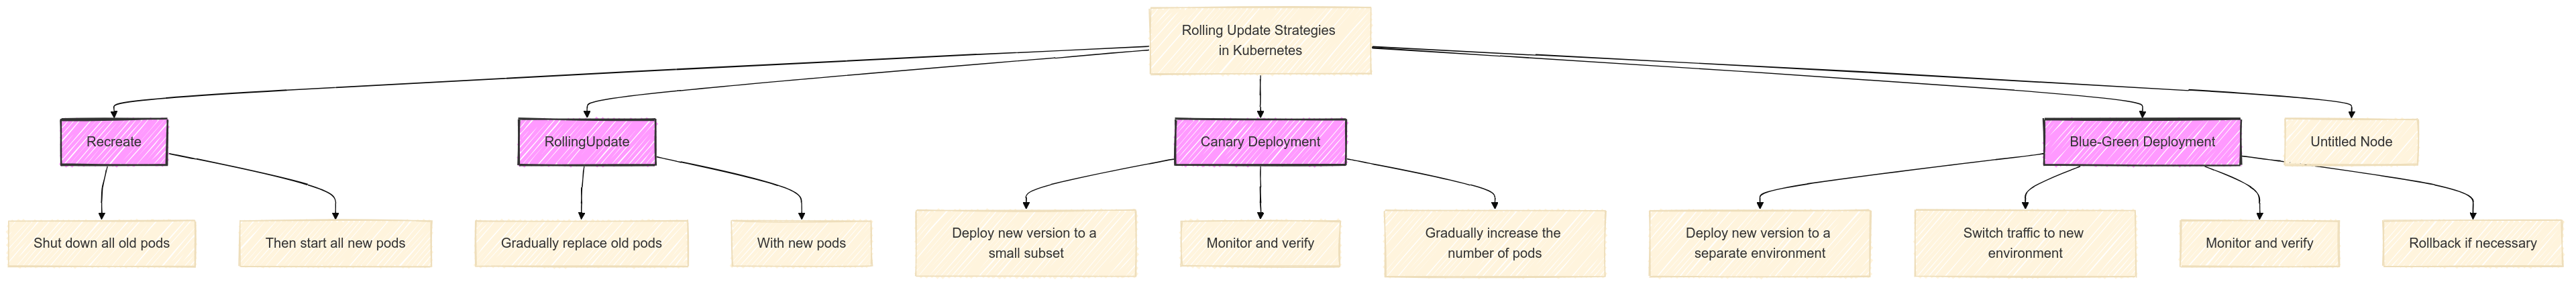 Rolling Update Strategies
in Kubernetes
Recreate
RollingUpdate
Canary Deployment
Blue-Green Deployment
Untitled Node
Shut down all old pods
Then start all new pods
Gradually replace old pods
With new pods
Deploy new version to a
small subset
Monitor and verify
Gradually increase the
number of pods
Deploy new version to a
separate environment
Switch traffic to new
environment
Monitor and verify
Rollback if necessary